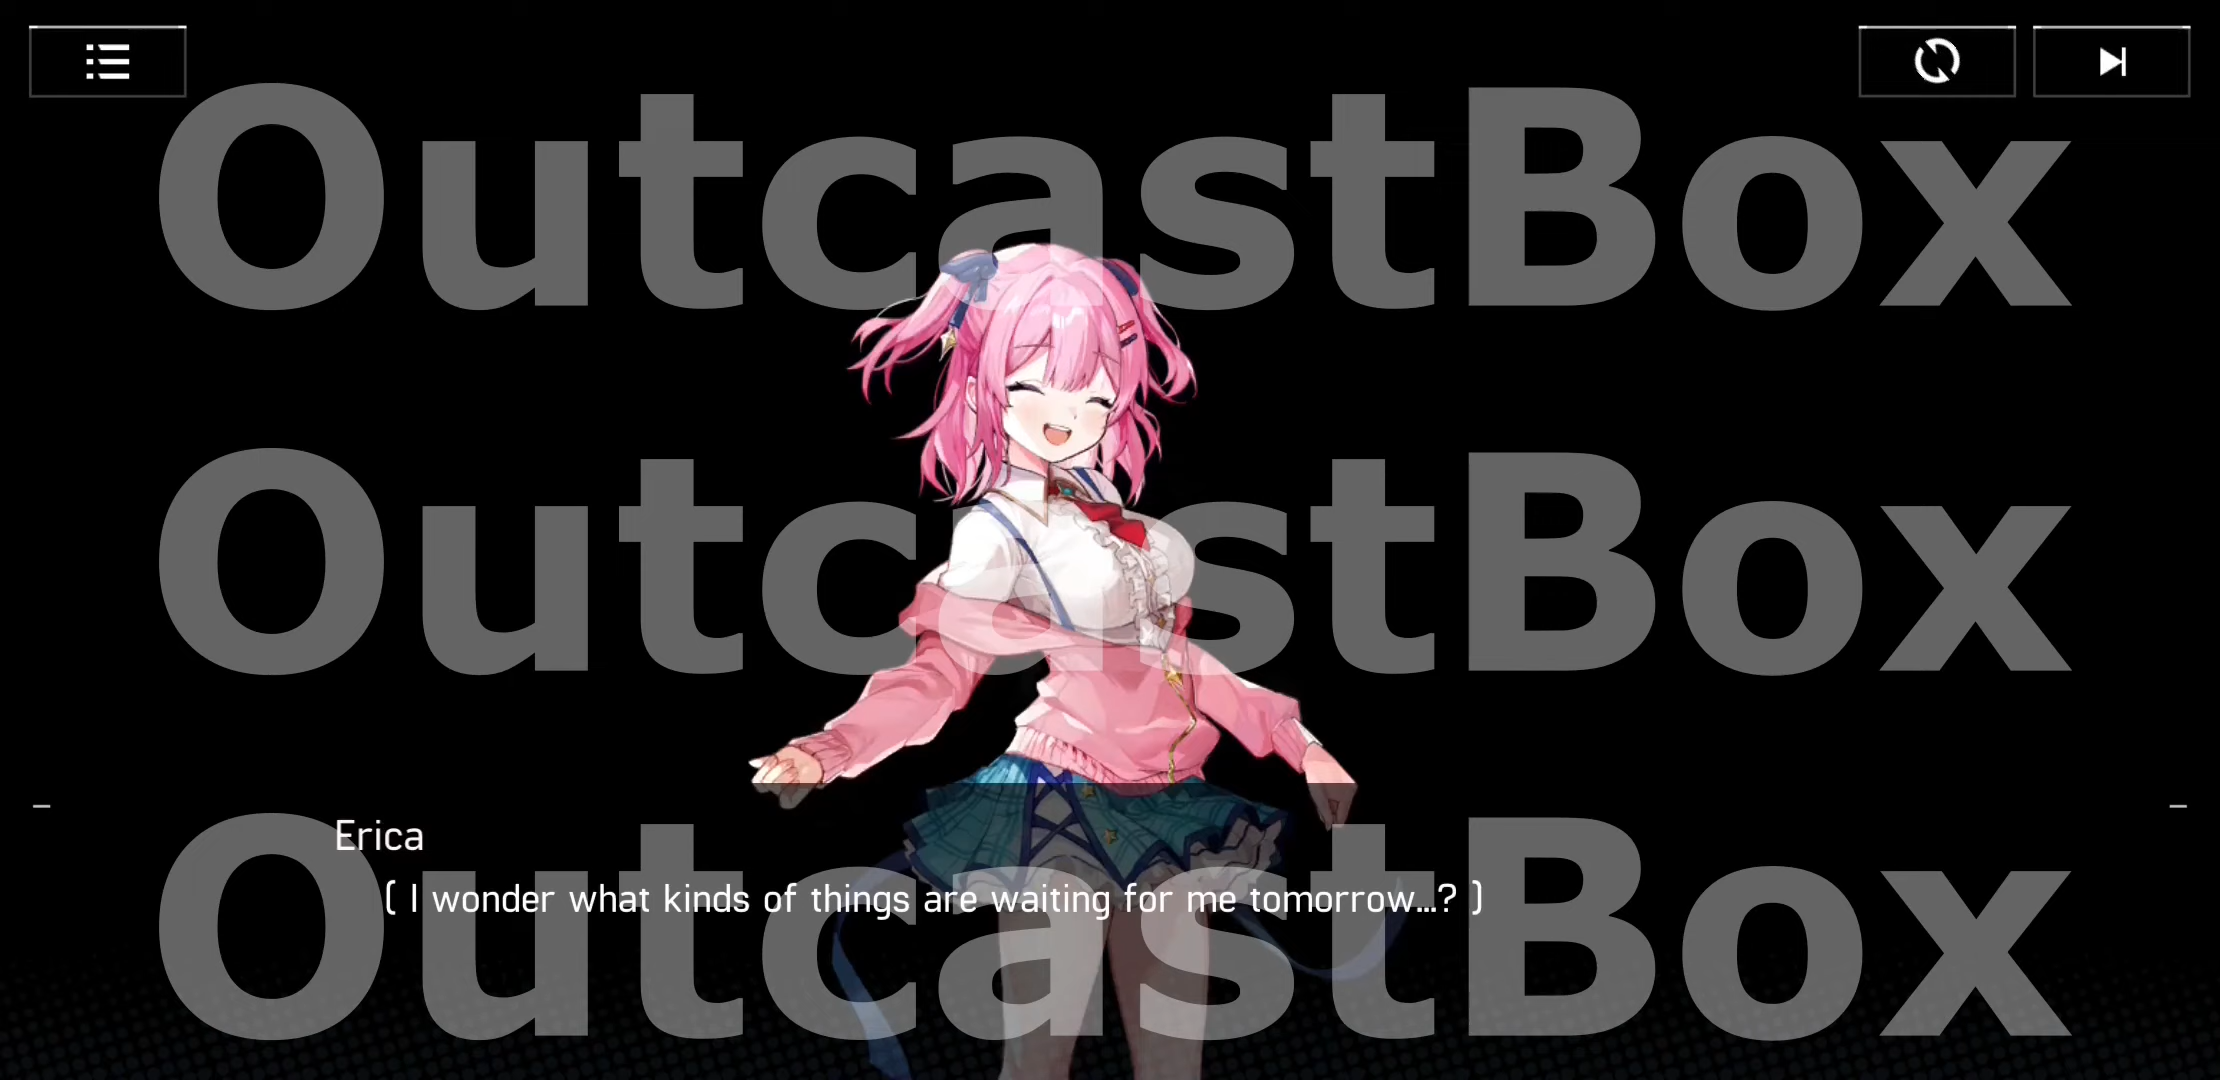 OutcastBox
OutcastBox
OutcastBox
Erica
( I wonder what kinds of things are waiting for me tomorrow...? )